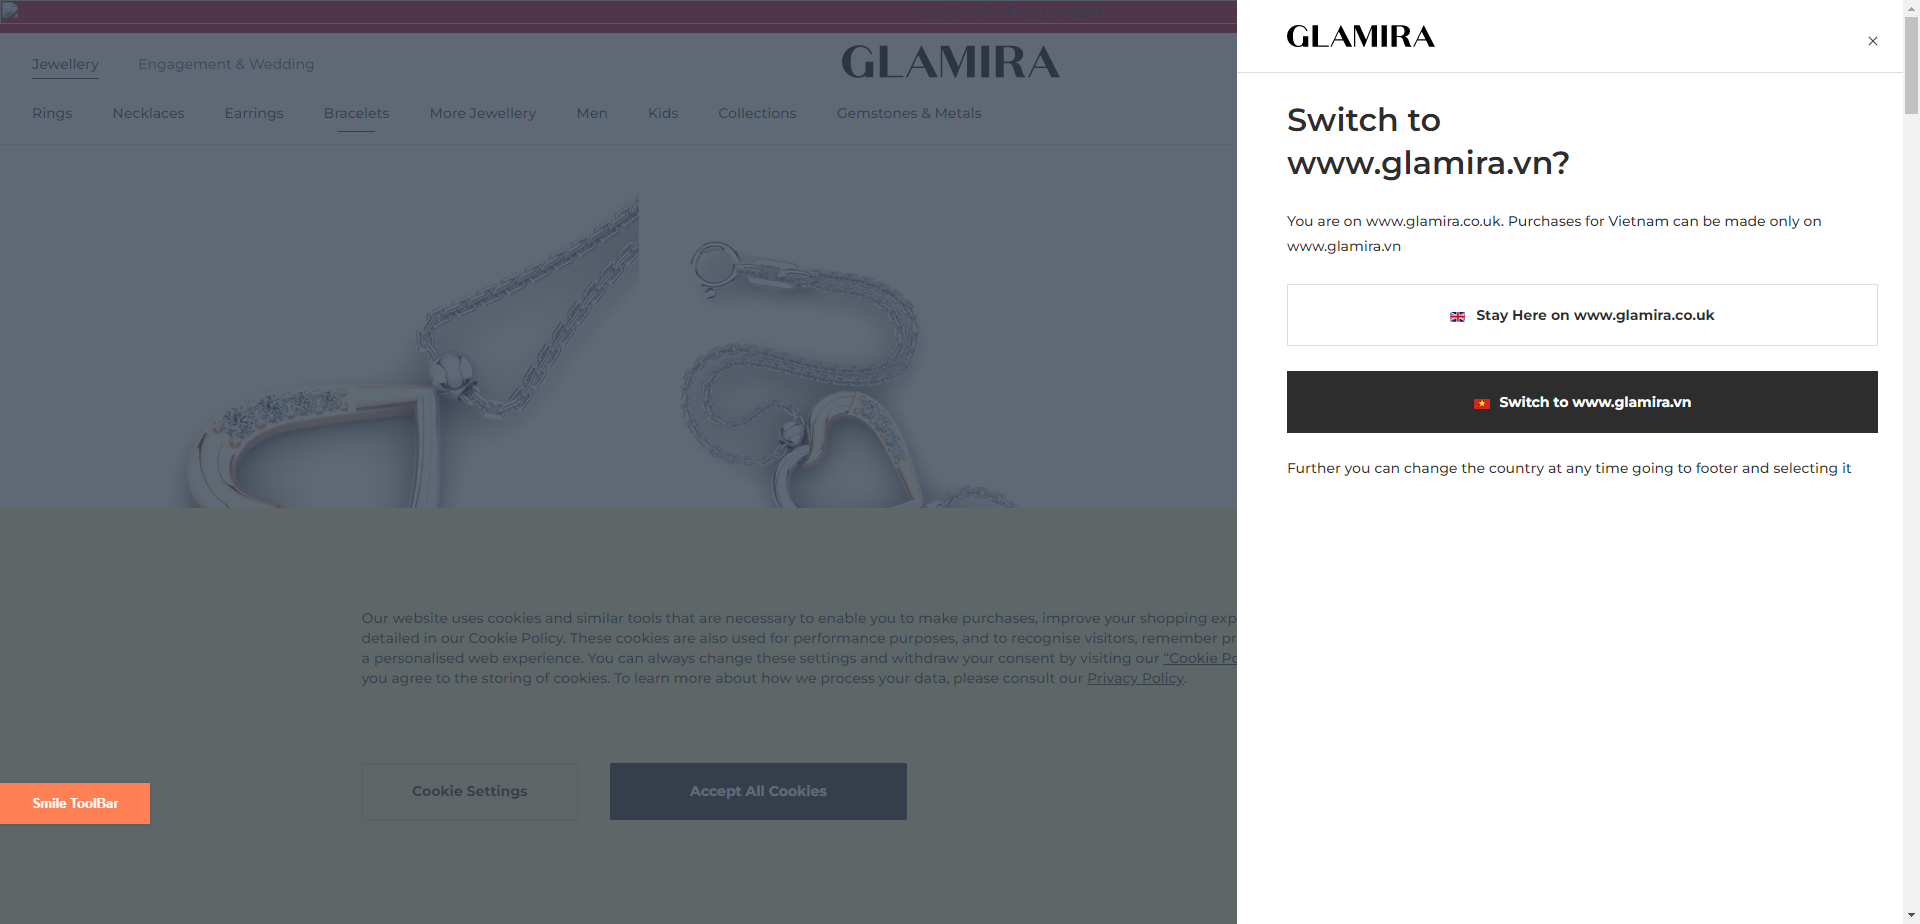 Jewellery
Engagement & Wedding
GLAMIRA
Rings
Necklaces
Earrings
Bracelets
More Jewellery
Men
Kids
Collections
Gemstones & Metals
Our website uses cookies and similar tools that are necessary to enable you to make purchases, improve your shopping exp
detailed in our Cookie Policy. These cookies are also used for performance purposes, and to recognise visitors, remember pr
a personalised web experience. You can always change these settings and withdraw your consent by visiting our “Cookie Po
you agree to the storing of cookies. To learn more about how we process your data, please consult our Privacy Policy.
Cookie Settings
Accept All Cookies
Smile ToolBar
GLAMIRA
Switch to
www.glamira.vn?
You are on www.glamira.co.uk. Purchases for Vietnam can be made only on
www.glamira.vn
Stay Here on www.glamira.co.uk
Switch to www.glamira.vn
Further you can change the country at any time going to footer and selecting it